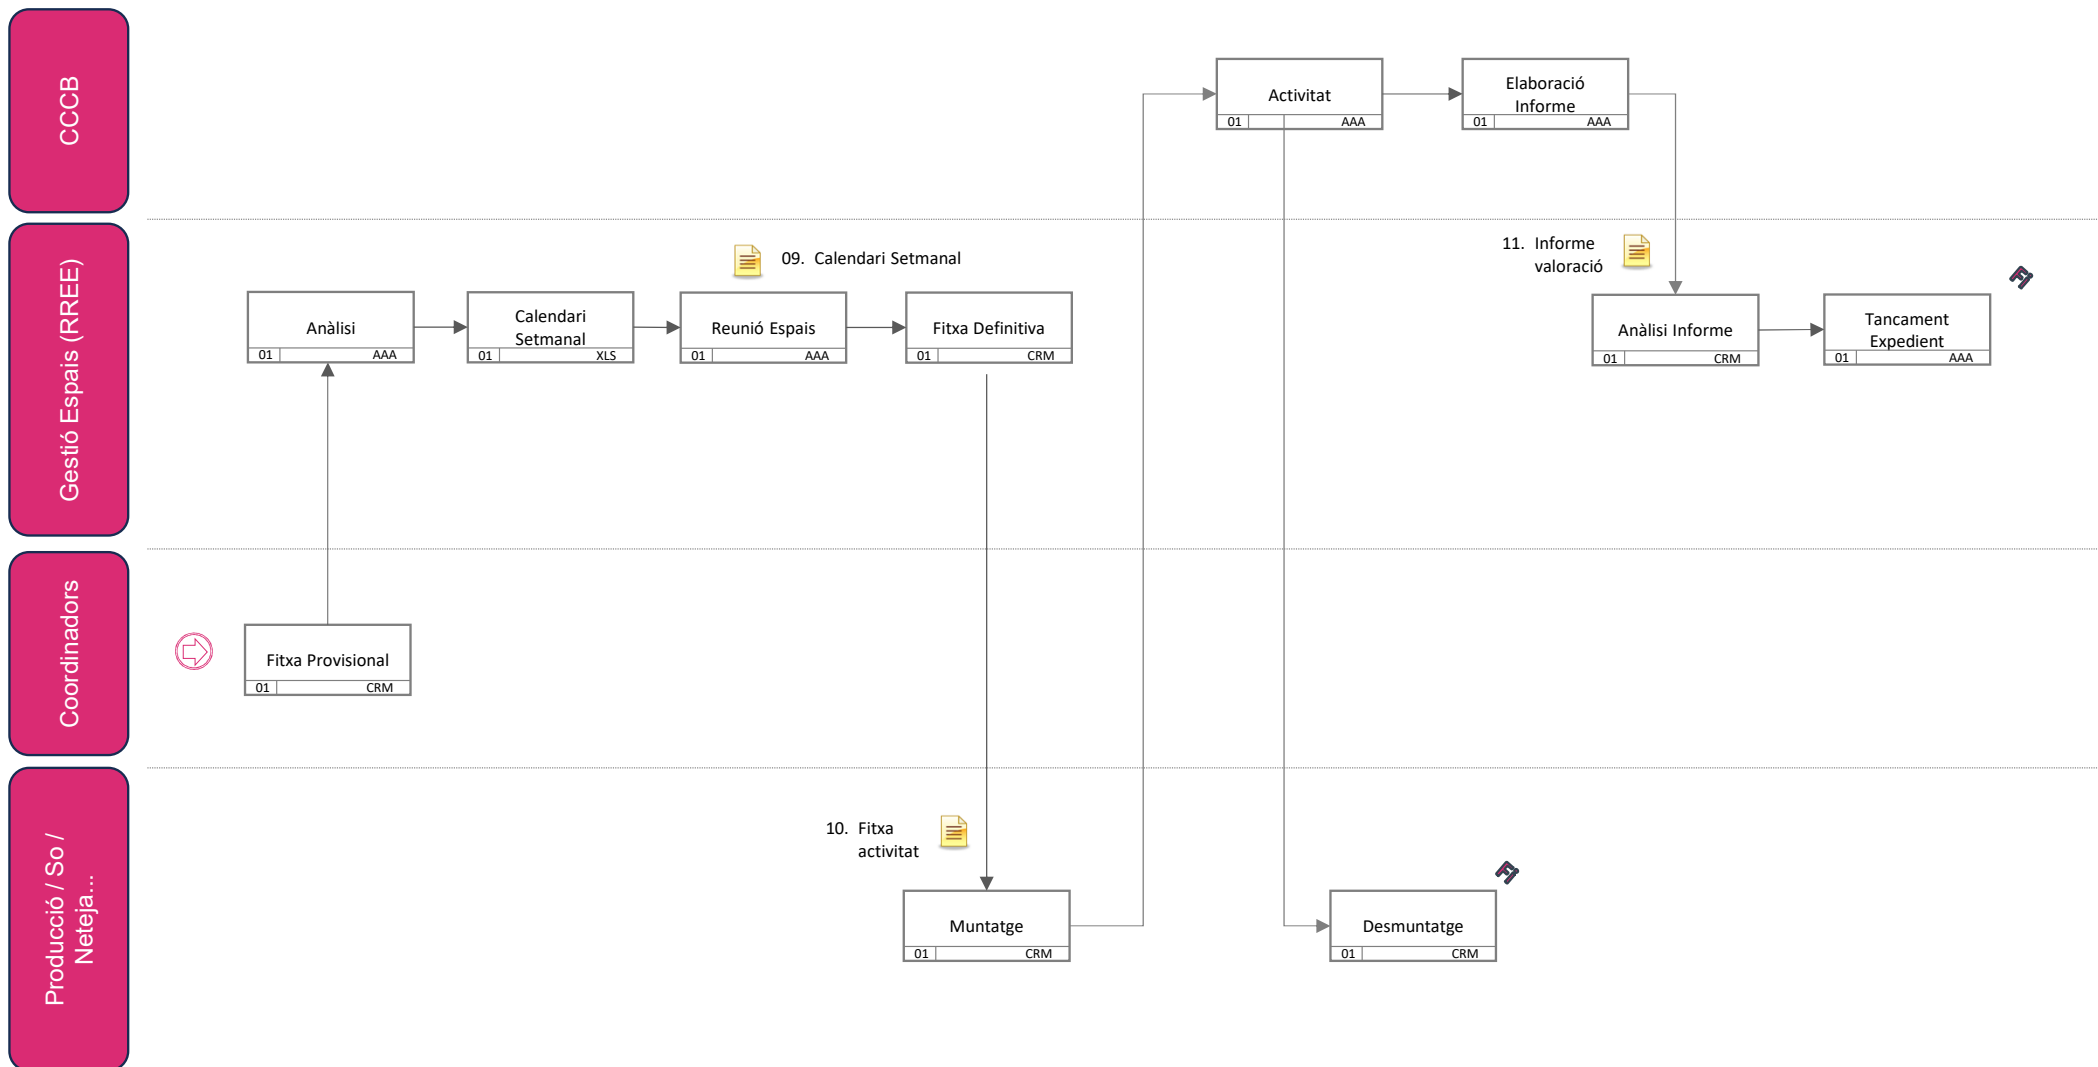 CCCB
Activitat
01 AAA
Elaboració
Informe
01 AAA
Gestió Espais (RREE)
09. Calendari Setmanal
11. Informe
valoració
Anàlisi
01 AAA
Calendari
Setmanal
01 XLS
Reunió Espais
01 AAA
Fitxa Definitiva
01 CRM
Anàlisi Informe
01 CRM
Tancament
Expedient
01 AAA
FI
Coordinadors
Fitxa Provisional
01 CRM
Producció / So /
Neteja...
10. Fitxa
activitat
Muntatge
01 CRM
Desmuntatge
01 CRM
FI